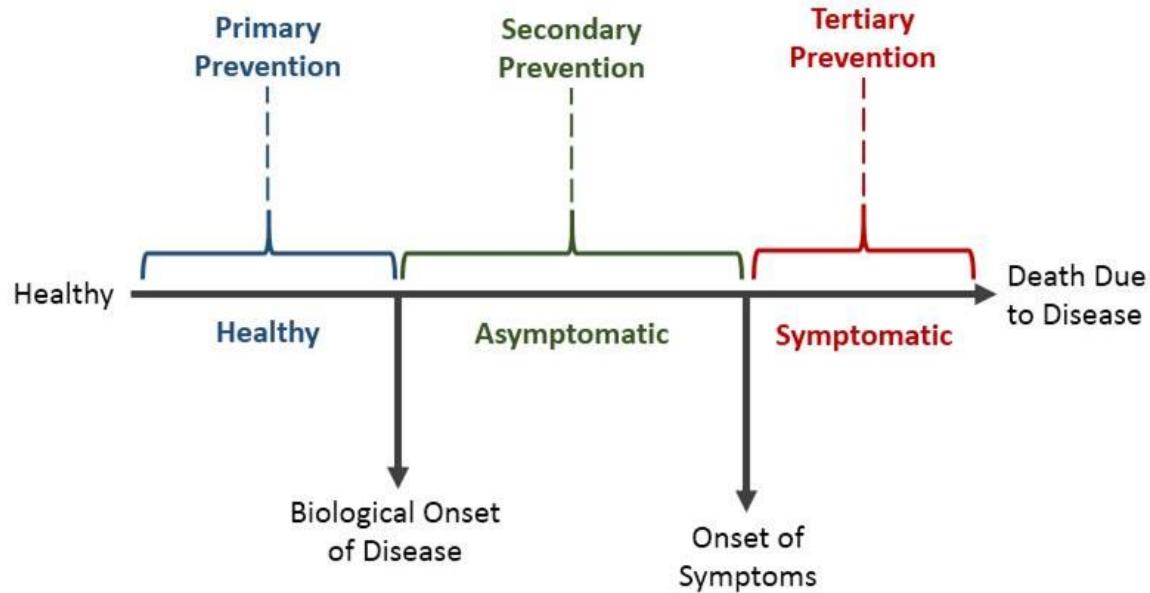 Primary
Prevention
Secondary
Prevention
Tertiary
Prevention
Healthy
Death Due
to Disease
Healthy
Asymptomatic
Symptomatic
Biological Onset
of Disease
Onset of
Symptoms